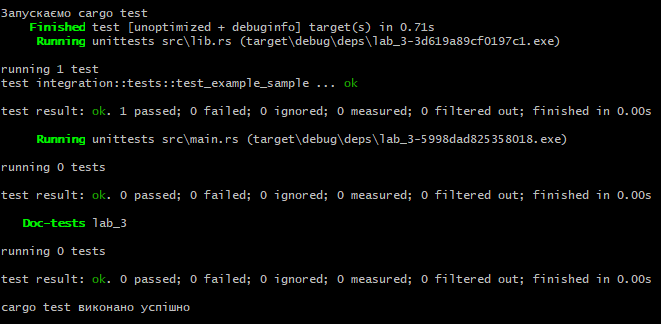 Запускаємо cargo test
Finished test [unoptimized + debuginfo] target(s) in 0.71s
Running unittests src\lib.rs (target\debug\deps\lab_3-3d619a89cf0197c1.exe)
running 1 test
test integration::tests::test_example_sample ... ok
test result: ok. 1 passed; 0 failed; 0 ignored; 0 measured; 0 filtered out; finished in 0.00s
Running unittests src\main.rs (target\debug\deps\lab_3-5998dad825358018.exe)
running 0 tests
test result: ok. 0 passed; 0 failed; 0 ignored; 0 measured; 0 filtered out; finished in 0.00s
Doc-tests lab_3
running 0 tests
test result: ok. 0 passed; 0 failed; 0 ignored; 0 measured; 0 filtered out; finished in 0.00s
cargo test виконано успішно